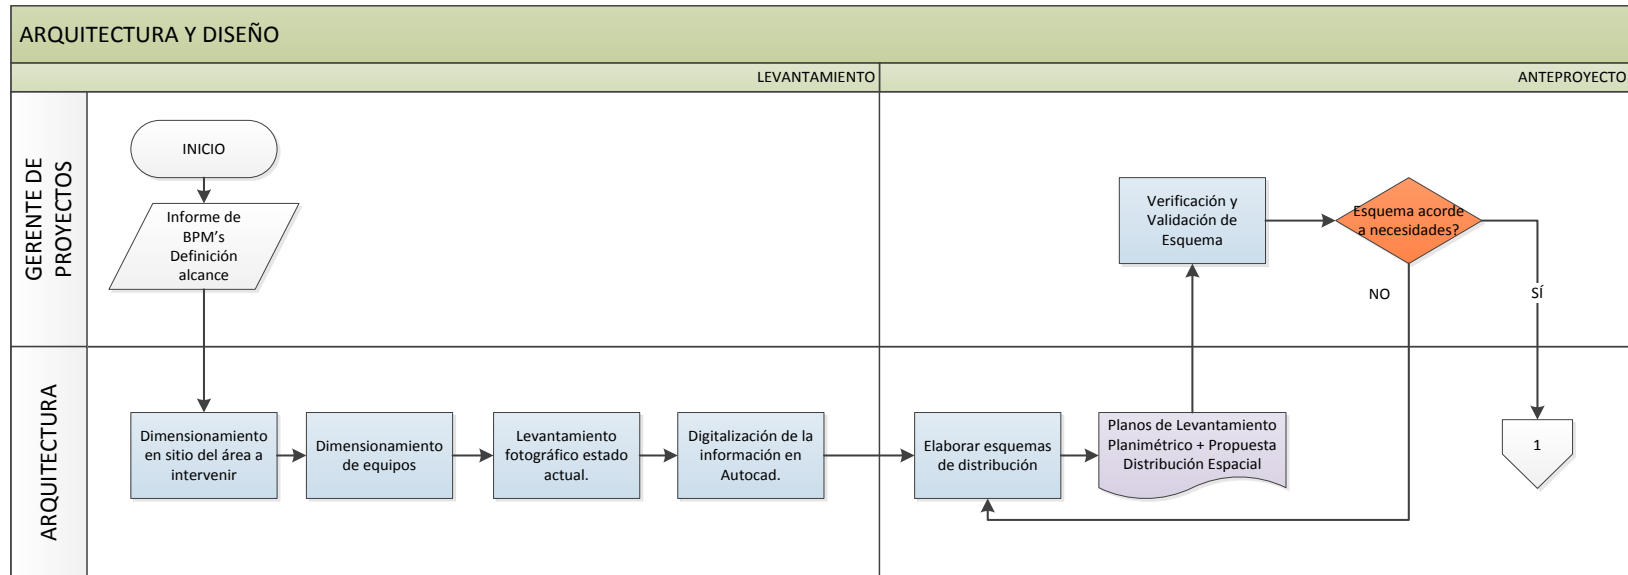 ARQUITECTURA Y DISEÑO
LEVANTAMIENTO
ANTEPROYECTO
GERENTE DE
PROYECTOS
INICIO
Informe de
BPM's
Definición
alcance
Verificación y
Validación de
Esquema
Esquema acorde
a necesidades?
NO
SÍ
ARQUITECTURA
Dimensionamiento
en sitio del área a
intervenir
Dimensionamiento
de equipos
Levantamiento
fotográfico estado
actual.
Digitalización de la
información en
Autocad.
Elaborar esquemas
de distribución
Planos de Levantamiento
Planimétrico + Propuesta
Distribución Espacial
1